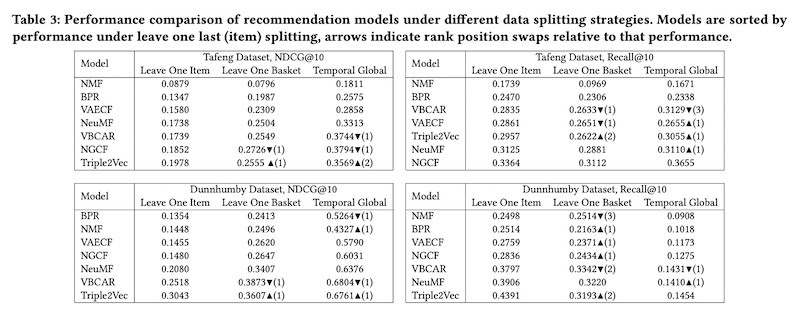 Table 3: Performance comparison of recommendation models under different data splitting strategies. Models are sorted by
performance under leave one last (item) splitting, arrows indicate rank position swaps relative to that performance.
Model Tafeng Dataset, NDCG@10
Leave One Item Leave One Basket Temporal Global
NMF 0.0879 0.0796 0.1811
BPR 0.1347 0.1987 0.2575
VAECF 0.1580 0.2309 0.2858
NeuMF 0.1738 0.2504 0.3313
VBCAR 0.1739 0.2549 0.3744▼(1)
NGCF 0.1852 0.2726▼(1) 0.3794▼(1)
Triple2Vec 0.1978 0.2555 ▲(1) 0.3569▲(2)
Model Tafeng Dataset, Recall@10
Leave One Item Leave One Basket Temporal Global
NMF 0.1739 0.0969 0.1671
BPR 0.2470 0.2306 0.2338
VBCAR 0.2835 0.2633▼(1) 0.3129▼(3)
VAECF 0.2861 0.2651▼(1) 0.2655▲(1)
Triple2Vec 0.2957 0.2622▲(2) 0.3055▲(1)
NeuMF 0.3125 0.2881 0.3110▲(1)
NGCF 0.3364 0.3112 0.3655
Model Dunnhumby Dataset, NDCG@10
Leave One Item Leave One Basket Temporal Global
BPR 0.1354 0.2413 0.5264▼(1)
NMF 0.1448 0.2496 0.4327▲(1)
VAECF 0.1455 0.2620 0.5790
NGCF 0.1480 0.2647 0.6031
NeuMF 0.2080 0.3407 0.6376
VBCAR 0.2518 0.3873▼(1) 0.6804▼(1)
Triple2Vec 0.3043 0.3607▲(1) 0.6761▲(1)
Model Dunnhumby Dataset, Recall@10
Leave One Item Leave One Basket Temporal Global
NMF 0.2498 0.2514▼(3) 0.0908
BPR 0.2514 0.2163▲(1) 0.1018
VAECF 0.2759 0.2371▲(1) 0.1173
NGCF 0.2836 0.2434▲(1) 0.1275
VBCAR 0.3797 0.3342▼(2) 0.1431▼(1)
NeuMF 0.3906 0.3220 0.1410▲(1)
Triple2Vec 0.4391 0.3193▲(2) 0.1454